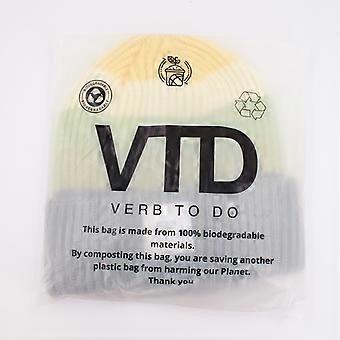 VTD
VERB TO DO
This bag is made from 100% biodegradable
materials.
By composting this bag, you are saving another
plastic bag from harming our Planet.
Thank you